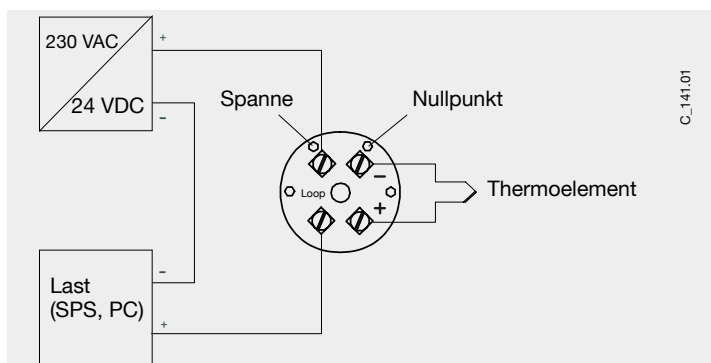 230 VAC
+
24 VDC
-
Spanne
Nullpunkt
C_141.01
-
Loop
+
Thermoelement
-
Last
(SPS, PC)
+